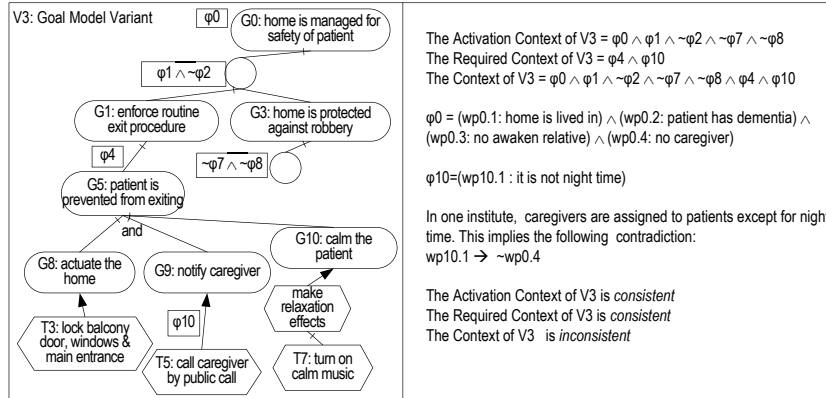 V3: Goal Model Variant
φ0
G0: home is managed for
safety of patient
φ1 ∧ ~φ2
G1: enforce routine
exit procedure
G3: home is protected
against robbery
φ4
~φ7 ∧ ~φ8
G5: patient is
prevented from exiting
and
G8: actuate the
home
G9: notify caregiver
G10: calm the
patient
make
relaxation
effects
T3: lock balcony
door, windows &
main entrance
φ10
T5: call caregiver
by public call
T7: turn on
calm music
The Activation Context of V3 = φ0 ∧ φ1 ∧ ~φ2 ∧ ~φ7 ∧ ~φ8
The Required Context of V3 = φ4 ∧ φ10
The Context of V3 = φ0 ∧ φ1 ∧ ~φ2 ∧ ~φ7 ∧ ~φ8 ∧ φ4 ∧ φ10
φ0 = (wp0.1: home is lived in) ∧ (wp0.2: patient has dementia) ∧
(wp0.3: no awaken relative) ∧ (wp0.4: no caregiver)
φ10=(wp10.1 : it is not night time)
In one institute, caregivers are assigned to patients except for night
time. This implies the following contradiction:
wp10.1 → ~wp0.4
The Activation Context of V3 is consistent
The Required Context of V3 is consistent
The Context of V3 is inconsistent